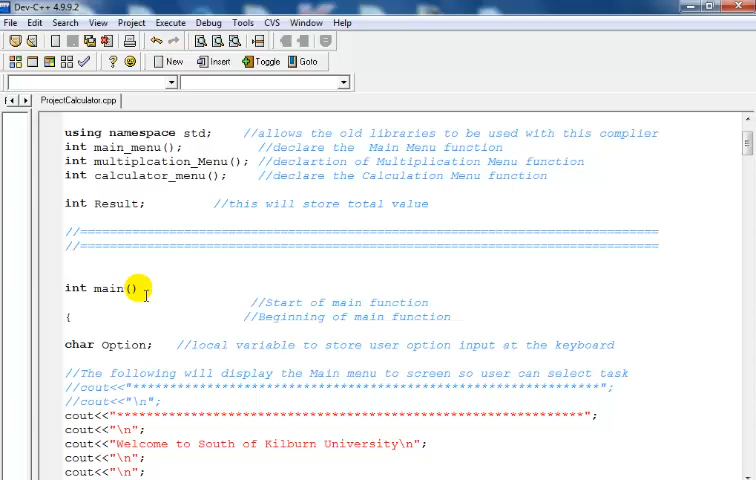 Dev-C++ 4.9.9.2
File Edit Search View Project Execute Debug Tools CVS Window Help
New Insert Toggle Goto
ProjectCalculator.cpp
using namespace std; //allows the old libraries to be used with this complier
int main_menu(); //declare the Main Menu function
int multiplcation_Menu(); //declartion of Multiplication Menu function
int calculator_menu(); //declare the Calculation Menu function
int Result; //this will store total value
//==============================================================================
//==============================================================================
int main()
//Start of main function
{ //Beginning of main function
char Option; //local variable to store user option input at the keyboard
//The following will display the Main menu to screen so user can select task
//cout<<"***************************************************************";
//cout<<"\n";
cout<<"***************************************************************";
cout<<"\n";
cout<<"Welcome to South of Kilburn University\n";
cout<<"\n";
cout<<"\n";